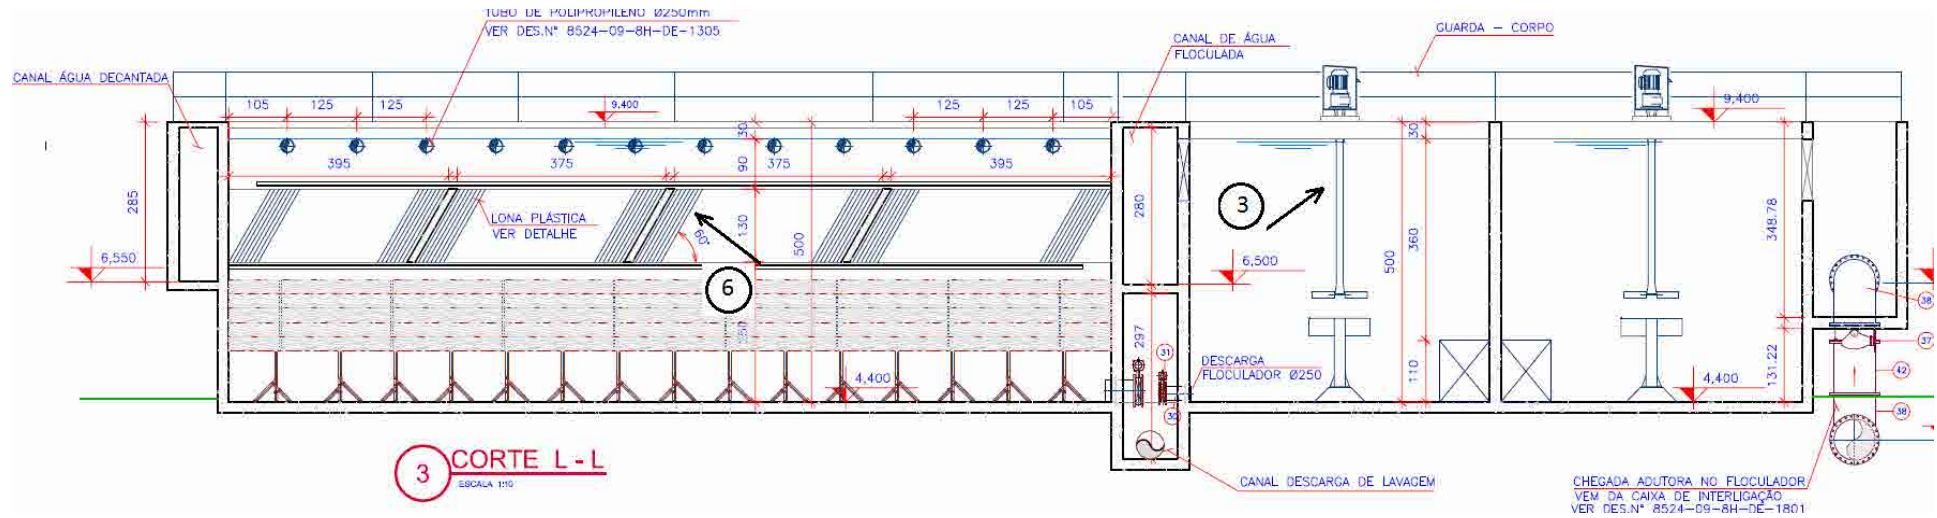 TUBO DE POLIPROPILENO Ø250mm
VER DES.N° 8524-09-8H-DE-1305
CANAL DE ÁGUA
FLOCULADA
GUARDA - CORPO
CANAL ÁGUA DECANTADA
105
125
125
9,400
125
125
105
9,400
30
30
395
375
375
395
90
285
LONA PLÁSTICA
VER DETALHE
60°
130
500
280
3
500
360
348.78
6,550
6,500
6
38
297
31
37
DESCARGA
FLOCULADOR Ø250
4,400
110
4,400
131.22
42
30
38
3
CORTE L - L
ESCALA 1:10
CANAL DESCARGA DE LAVAGEM
CHEGADA ADUTORA NO FLOCULADOR
VEM DA CAIXA DE INTERLIGAÇÃO
VER DES.N° 8524-09-8H-DE-1801